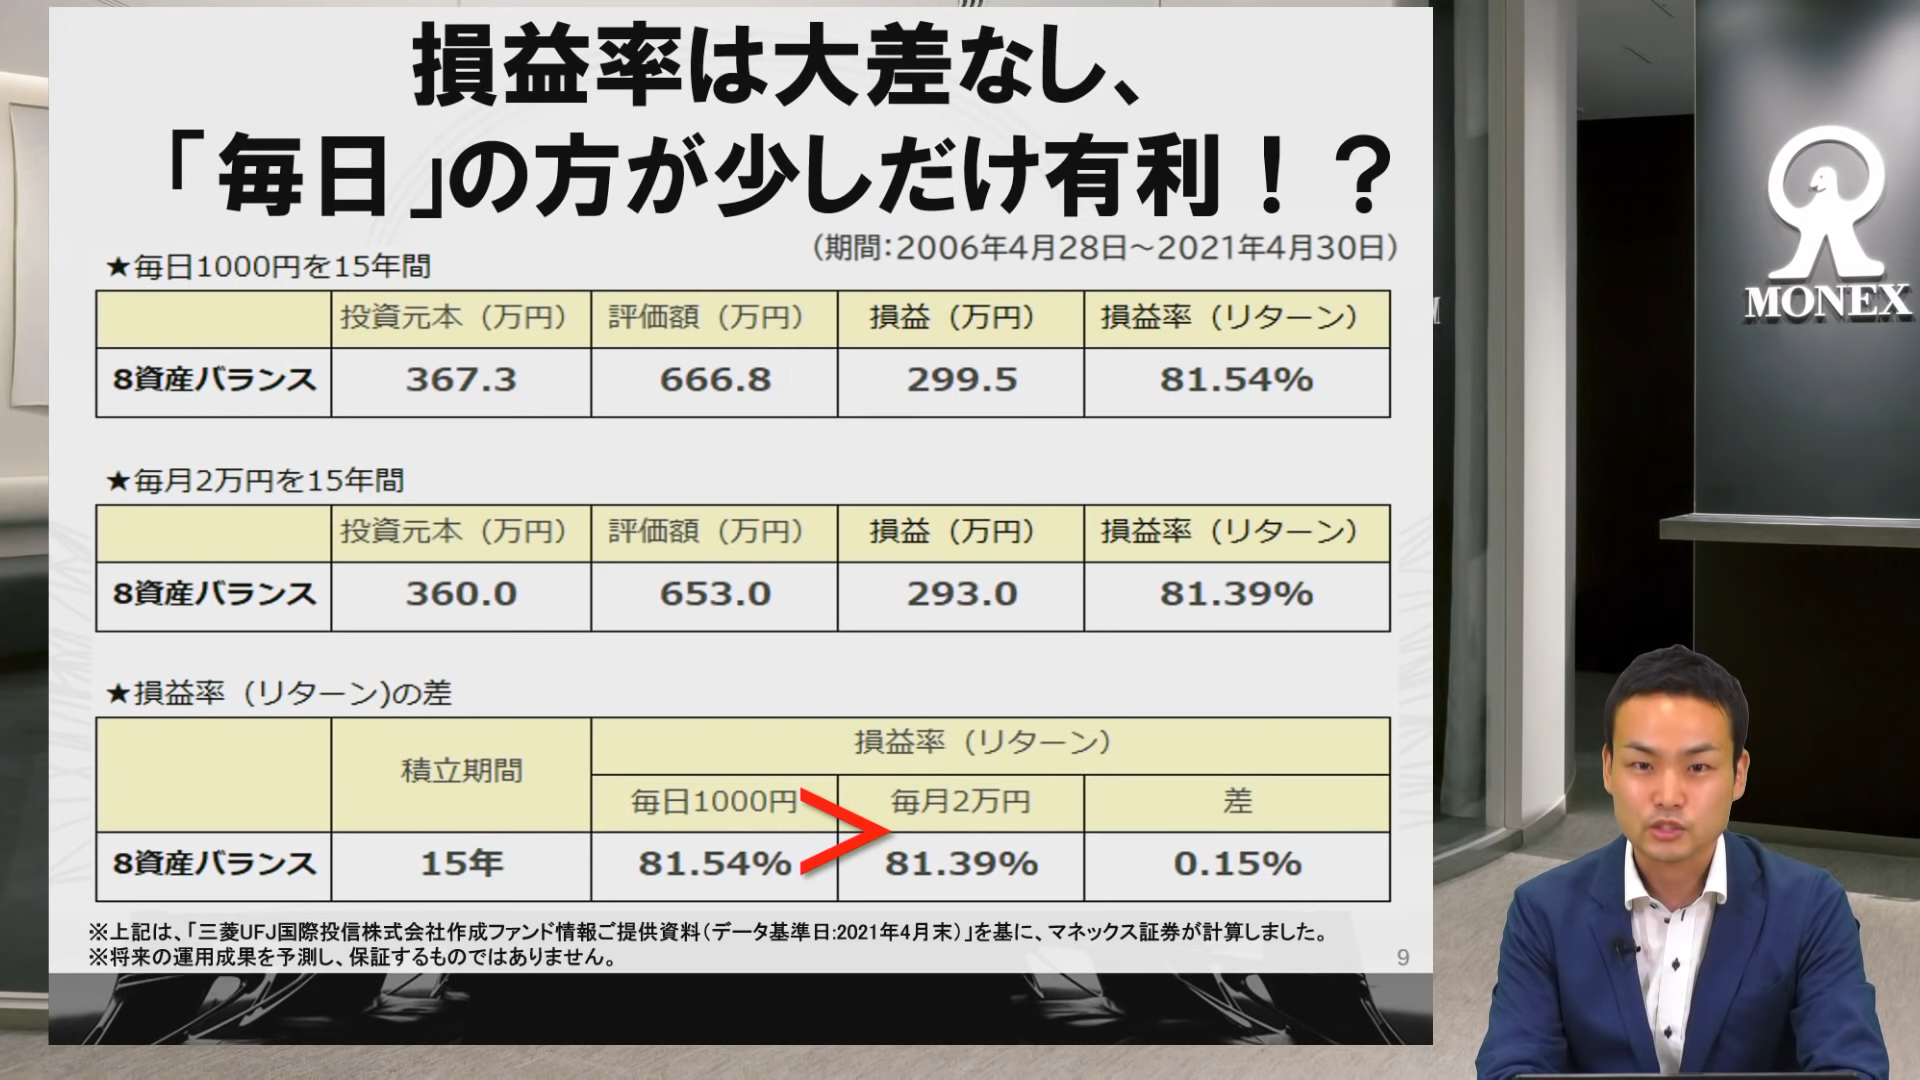 損益率は大差なし、
「毎日」の方が少しだけ有利！？
（期間：2006年4月28日～2021年4月30日）
★毎日1000円を15年間
投資元本（万円） 評価額（万円） 損益（万円） 損益率（リターン）
8資産バランス 367.3 666.8 299.5 81.54%
★毎月2万円を15年間
投資元本（万円） 評価額（万円） 損益（万円） 損益率（リターン）
8資産バランス 360.0 653.0 293.0 81.39%
★損益率（リターン)の差
積立期間 損益率（リターン）
毎日1000円 > 毎月2万円 差
8資産バランス 15年 81.54% 81.39% 0.15%
※上記は、「三菱UFJ国際投信株式会社作成ファンド情報ご提供資料（データ基準日:2021年4月末）」を基に、マネックス証券が計算しました。
※将来の運用成果を予測し、保証するものではありません。
9
MONEX